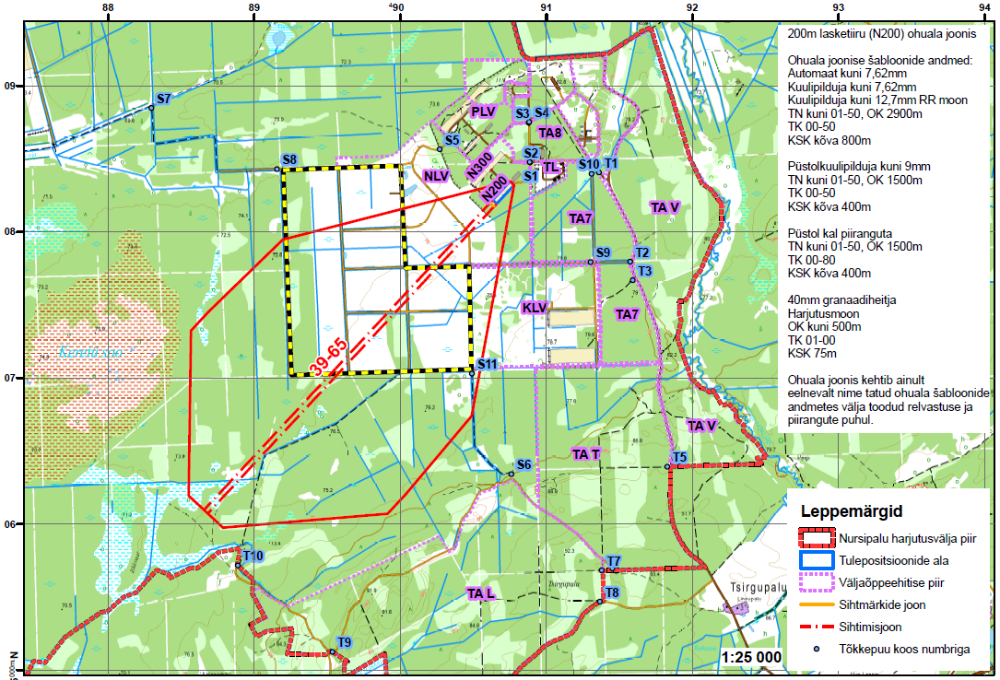 88
89
90
91
92
93
94
200m lasketiiru (N200) ohuala joonis
Ohuala joonise šabloonide andmed:
Automaat kuni 7,62mm
Kuulipilduja kuni 7,62mm
Kuulipilduja kuni 12,7mm RR moon
TN kuni 01-50, OK 2900m
TK 00-50
KSK kõva 800m
Püstolkuulipilduja kuni 9mm
TN kuni 01-50, OK 1500m
TK 00-50
KSK kõva 400m
Püstol kal piiranguta
TN kuni 01-50, OK 1500m
TK 00-80
KSK kõva 400m
40mm granaadiheitja
Harjutusmoon
OK kuni 500m
TK 01-00
KSK 75m
Ohuala joonis kehtib ainult
eelnevalt nime tatud ohuala šabloonide
andmetes välja toodud relvastuse ja
piirangute puhul.
09
08
07
06
S7
S8
S5
PLV
S3
S4
TA8
S2
S1
TL
S10
T1
NLV
N300
N200
TA V
TA7
S9
T2
T3
KLV
TA7
39-65
S11
TA V
TA T
T5
S6
T10
T7
T8
TA L
T9
Tsirgupalu
Tsirgupalu
Leppemärgid
Nursipalu harjutusvälja piir
Tulepositsioonide ala
Väljaõppeehitise piir
Sihtmärkide joon
Sihtimisjoon
Tõkkepuu koos numbriga
1:25 000